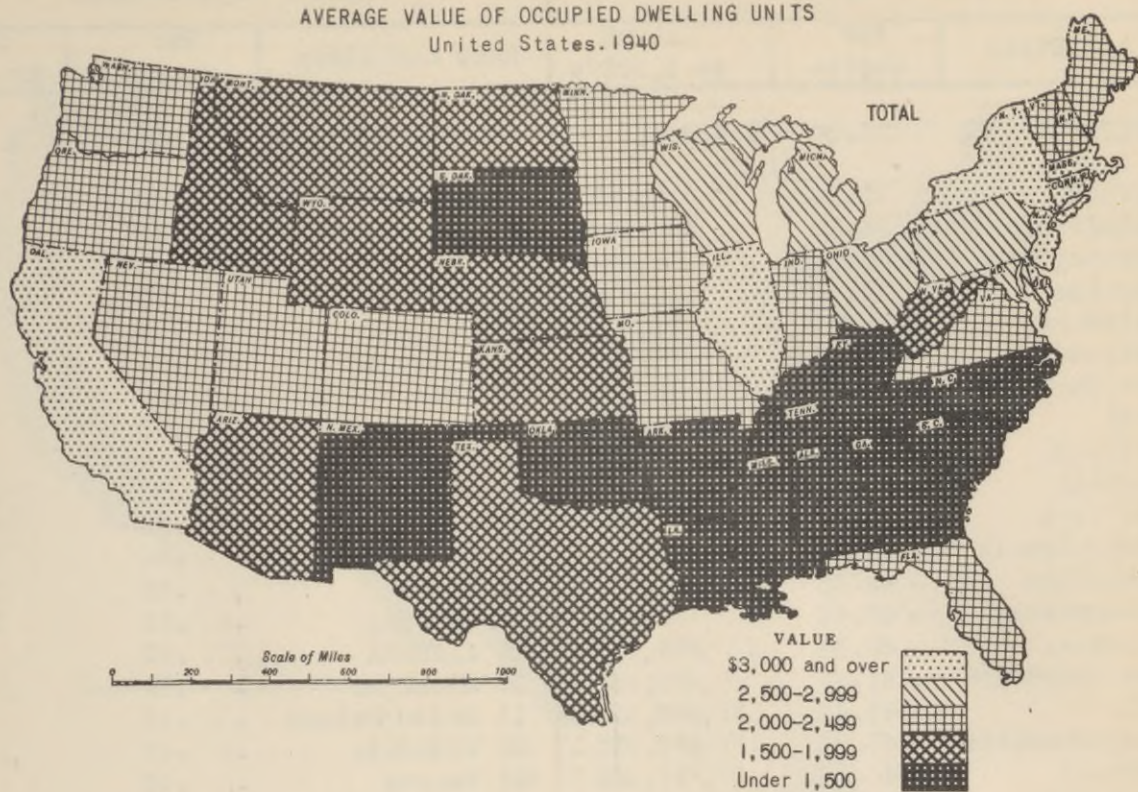 AVERAGE VALUE OF OCCUPIED DWELLING UNITS
United States. 1940
TOTAL
WASH.
MONT.
N. DAK.
MINN.
WIS.
MICH.
N. Y.
VT.
N.H.
ME.
MASS.
CONN.
ORE.
WYO.
S. DAK.
IOWA
PA.
N.J.
CAL.
NEV.
UTAH
COLO.
NEBR.
ILL.
IND.
OHIO
W. VA.
VA.
MD.
DEL.
KANS.
MO.
KY.
ARIZ.
N. MEX.
OKLA.
ARK.
TENN.
N. C.
S. C.
TEX.
LA.
MISS.
ALA.
GA.
FLA.
Scale of Miles
0 200 400 600 800 1000
VALUE
$3,000 and over
2,500-2,999
2,000-2,499
1,500-1,999
Under 1,500